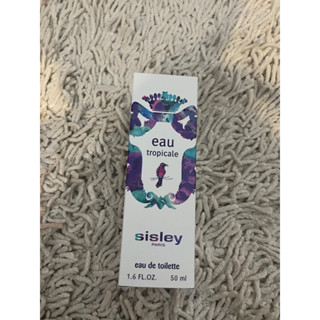 eau
tropicale
sisley
PARIS
eau de toilette
1.6 FL.OZ. 50 ml